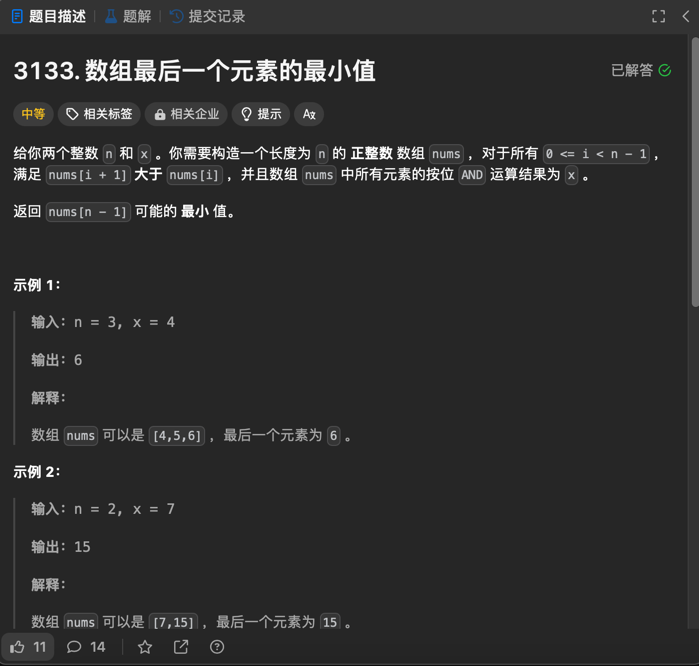 题目描述 题解 提交记录
3133. 数组最后一个元素的最小值 已解答
中等 相关标签 相关企业 提示
给你两个整数 n 和 x 。你需要构造一个长度为 n 的 正整数 数组 nums ，对于所有 0 <= i < n - 1 ，
满足 nums[i + 1] 大于 nums[i] ，并且数组 nums 中所有元素的按位 AND 运算结果为 x 。
返回 nums[n - 1] 可能的 最小 值。
示例 1：
输入：n = 3, x = 4
输出：6
解释：
数组 nums 可以是 [4,5,6] ，最后一个元素为 6 。
示例 2：
输入：n = 2, x = 7
输出：15
解释：
数组 nums 可以是 [7,15] ，最后一个元素为 15 。
11 14